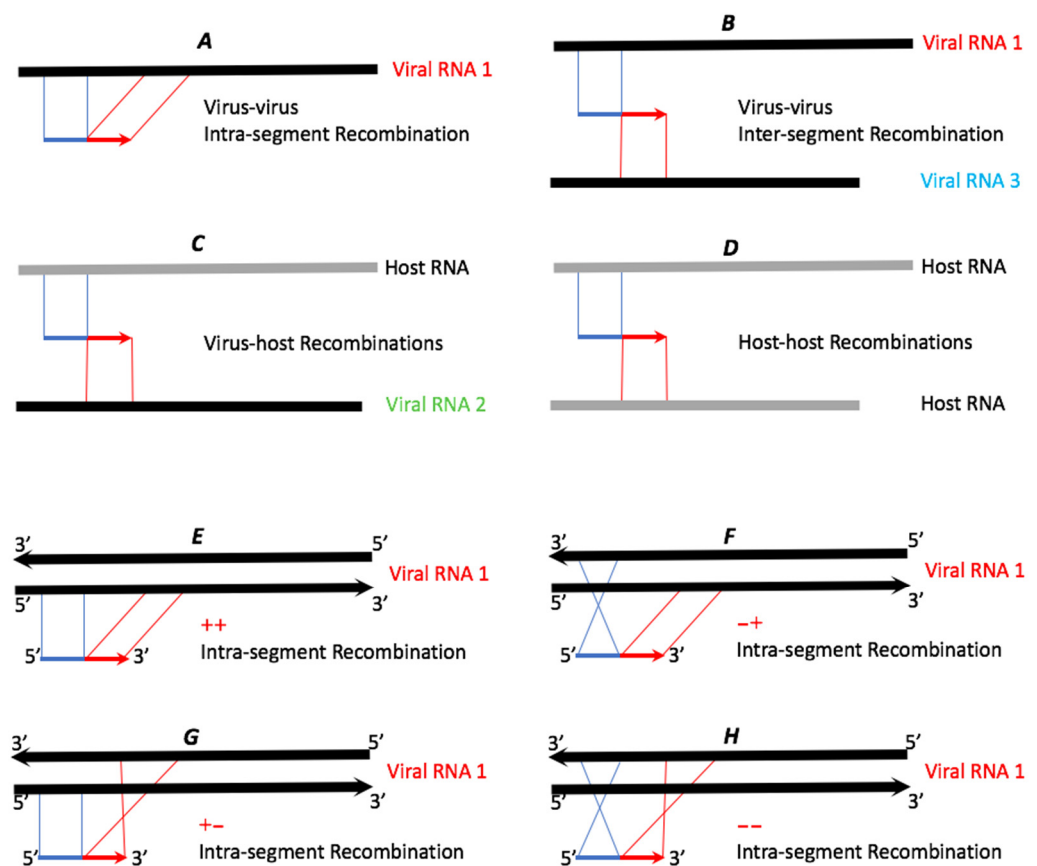 A
Viral RNA 1
Virus-virus
Intra-segment Recombination
B
Viral RNA 1
Virus-virus
Inter-segment Recombination
Viral RNA 3
C
Host RNA
Virus-host Recombinations
Viral RNA 2
D
Host RNA
Host-host Recombinations
Host RNA
E
3’ 5’
Viral RNA 1
5’ 3’
++
5’ 3’
Intra-segment Recombination
F
3’ 5’
Viral RNA 1
5’ 3’
−+
5’ 3’
Intra-segment Recombination
G
3’ 5’
Viral RNA 1
5’ 3’
+−
5’ 3’
Intra-segment Recombination
H
3’ 5’
Viral RNA 1
5’ 3’
−−
5’ 3’
Intra-segment Recombination